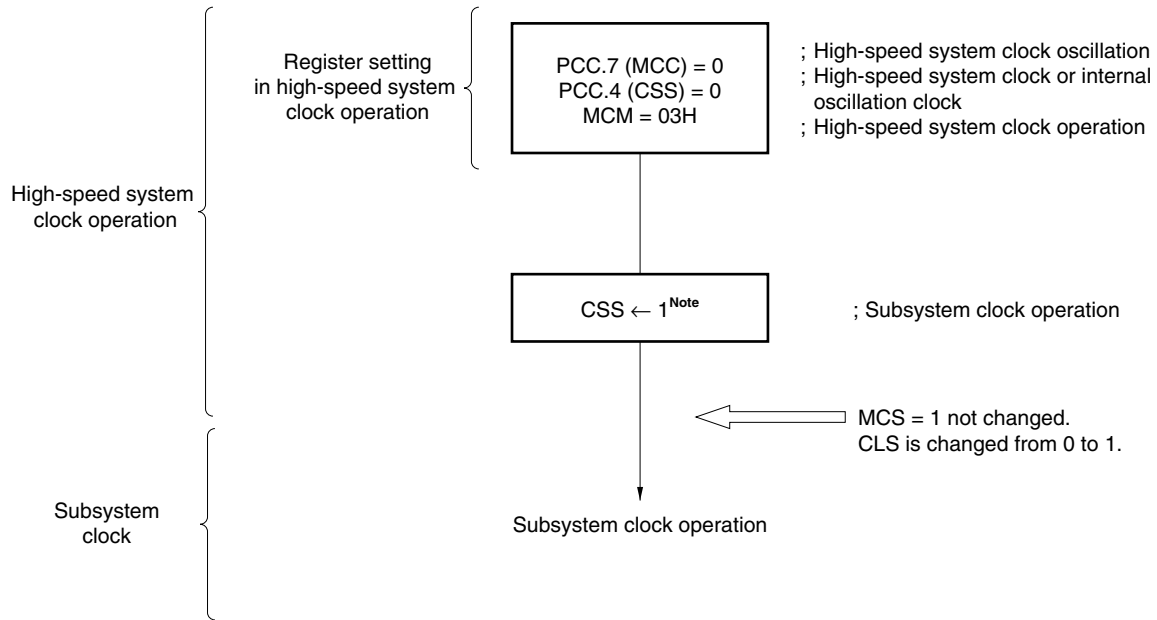 Register setting
in high-speed system
clock operation
PCC.7 (MCC) = 0
PCC.4 (CSS) = 0
MCM = 03H
; High-speed system clock oscillation
; High-speed system clock or internal
oscillation clock
; High-speed system clock operation
High-speed system
clock operation
CSS ← 1Note
; Subsystem clock operation
MCS = 1 not changed.
CLS is changed from 0 to 1.
Subsystem
clock
Subsystem clock operation